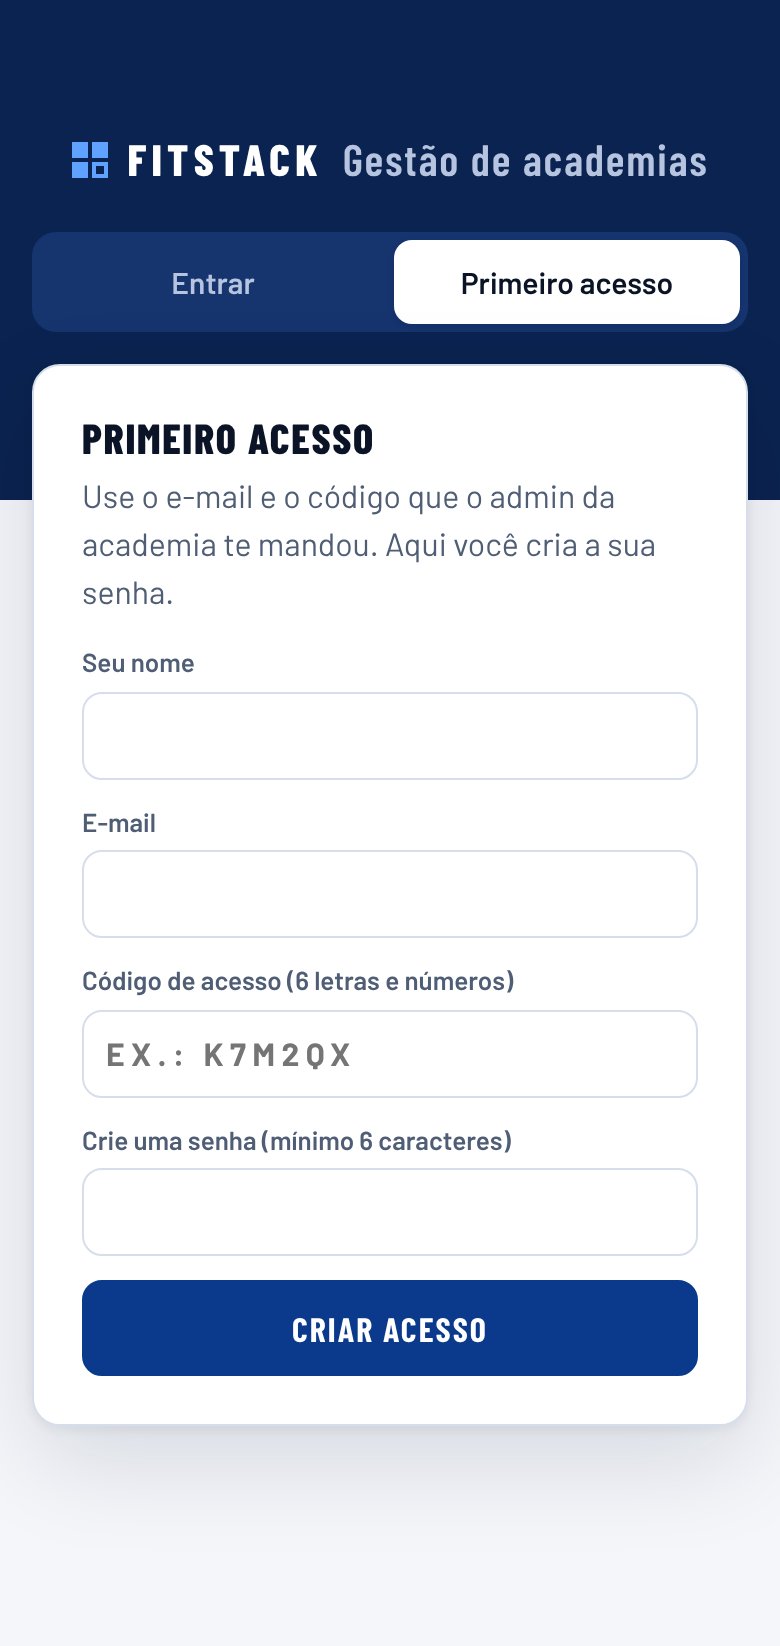 FITSTACK Gestão de academias
Entrar
Primeiro acesso
PRIMEIRO ACESSO
Use o e-mail e o código que o admin da
academia te mandou. Aqui você cria a sua
senha.
Seu nome
E-mail
Código de acesso (6 letras e números)
EX.: K7M2QX
Crie uma senha (mínimo 6 caracteres)
CRIAR ACESSO